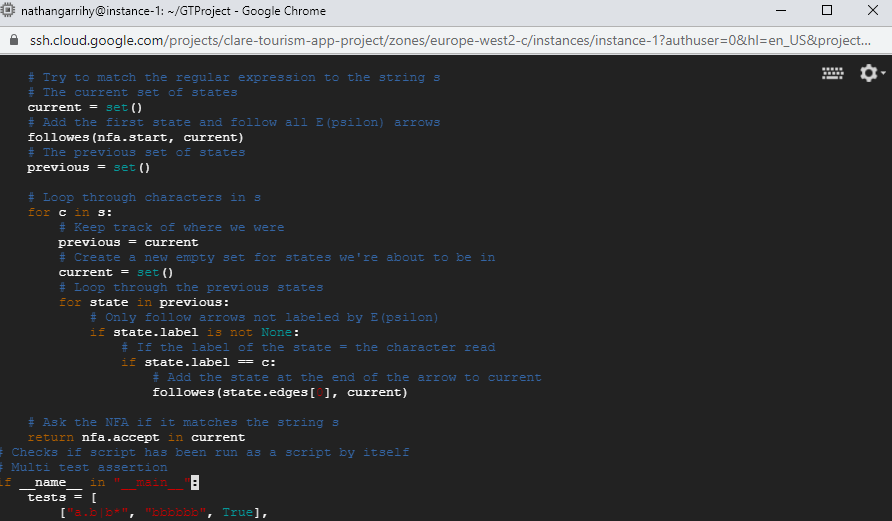 nathangarrihy@instance-1: ~/GTProject - Google Chrome
ssh.cloud.google.com/projects/clare-tourism-app-project/zones/europe-west2-c/instances/instance-1?authuser=0&hl=en_US&project...
# Try to match the regular expression to the string s
# The current set of states
current = set()
# Add the first state and follow all E(psilon) arrows
followes(nfa.start, current)
# The previous set of states
previous = set()
# Loop through characters in s
for c in s:
# Keep track of where we were
previous = current
# Create a new empty set for states we're about to be in
current = set()
# Loop through the previous states
for state in previous:
# Only follow arrows not labeled by E(psilon)
if state.label is not None:
# If the label of the state = the character read
if state.label == c:
# Add the state at the end of the arrow to current
followes(state.edges[0], current)
# Ask the NFA if it matches the string s
return nfa.accept in current
# Checks if script has been run as a script by itself
# Multi test assertion
if __name__ in "__main__":
tests = [
["a.b|b*", "bbbbbb", True],